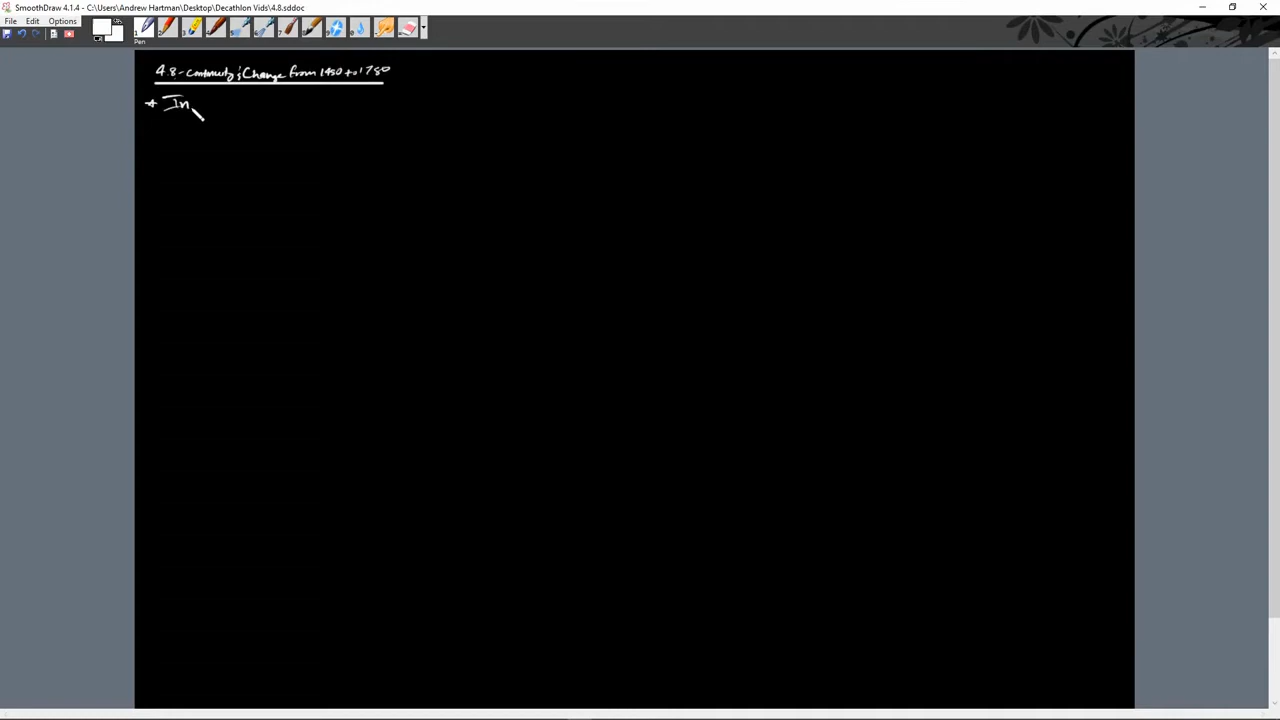 SmoothDraw 4.1.4 - C:\Users\Andrew Hartman\Desktop\Decathlon Vids\4.8.sddoc
File Edit Options
Pen
4.8 - Continuity & Change from 1450 to 1750
* In